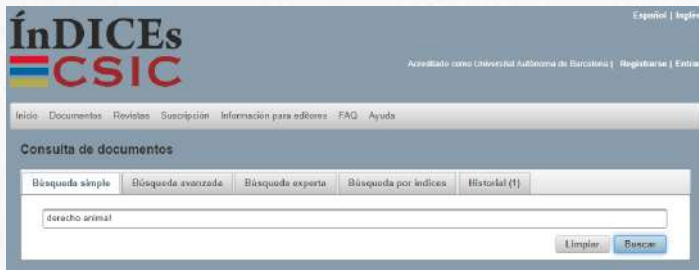 Español | Inglés
ÍnDICEs
CSIC
Acreditado como Universitat Autònoma de Barcelona | Registrarse | Entrar
Inicio Documentos Revistas Suscripción Información para editores FAQ Ayuda
Consulta de documentos
Búsqueda simple Búsqueda avanzada Búsqueda experta Búsqueda por índices Historial (1)
derecho animal
Limpiar Buscar